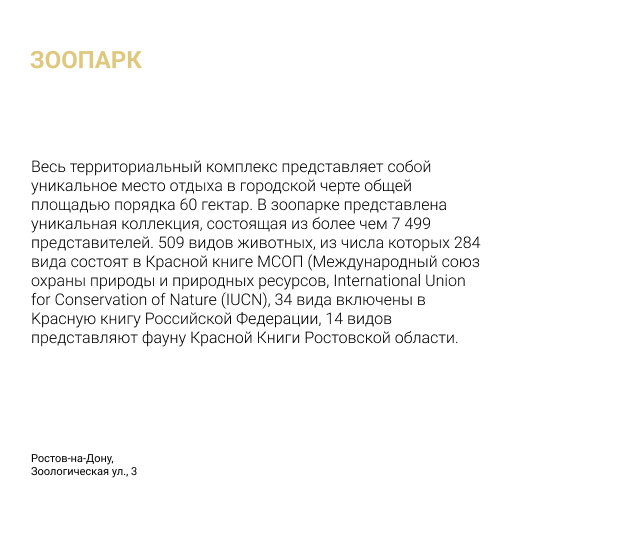 ЗООПАРК
Весь территориальный комплекс представляет собой
уникальное место отдыха в городской черте общей
площадью порядка 60 гектар. В зоопарке представлена
уникальная коллекция, состоящая из более чем 7 499
представителей. 509 видов животных, из числа которых 284
вида состоят в Красной книге МСОП (Международный союз
охраны природы и природных ресурсов, International Union
for Conservation of Nature (IUCN), 34 вида включены в
Красную книгу Российской Федерации, 14 видов
представляют фауну Красной Книги Ростовской области.
Ростов-на-Дону,
Зоологическая ул., 3